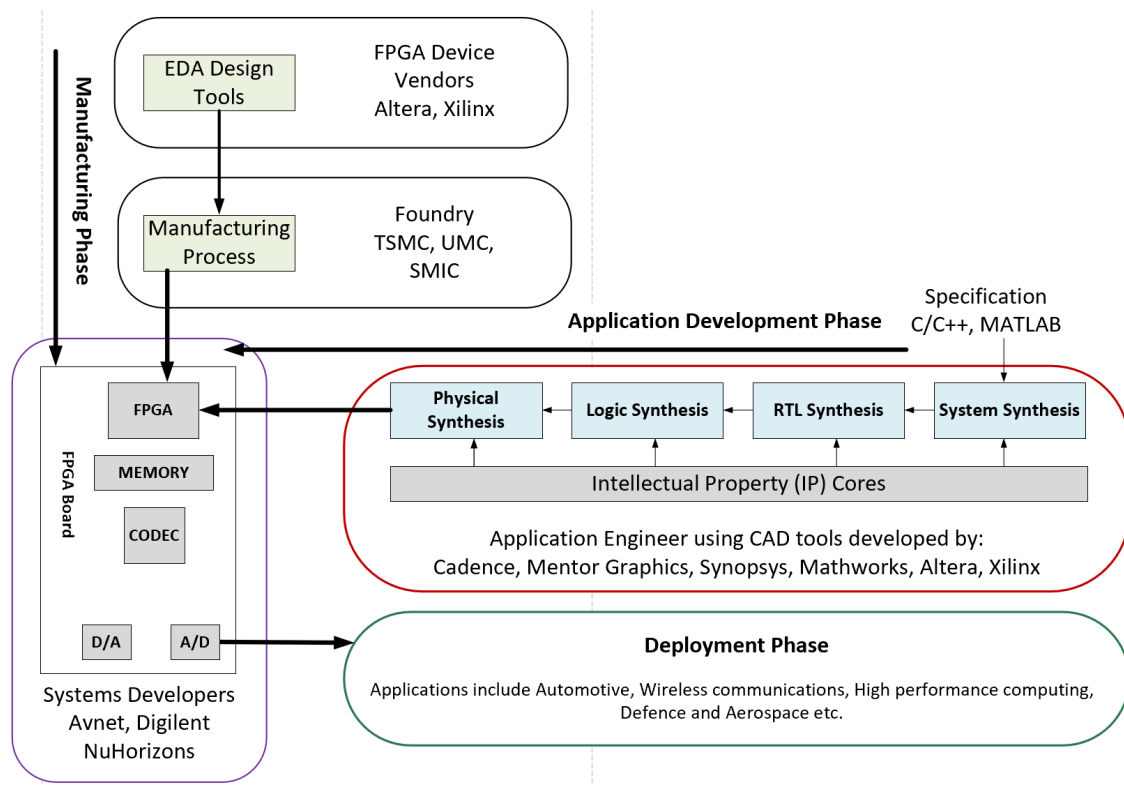 EDA Design
Tools
FPGA Device
Vendors
Altera, Xilinx
Manufacturing Phase
Manufacturing
Process
Foundry
TSMC, UMC,
SMIC
Specification
C/C++, MATLAB
Application Development Phase
FPGA
MEMORY
CODEC
D/A
A/D
FPGA Board
Systems Developers
Avnet, Digilent
NuHorizons
Physical
Synthesis
Logic Synthesis
RTL Synthesis
System Synthesis
Intellectual Property (IP) Cores
Application Engineer using CAD tools developed by:
Cadence, Mentor Graphics, Synopsys, Mathworks, Altera, Xilinx
Deployment Phase
Applications include Automotive, Wireless communications, High performance computing,
Defence and Aerospace etc.